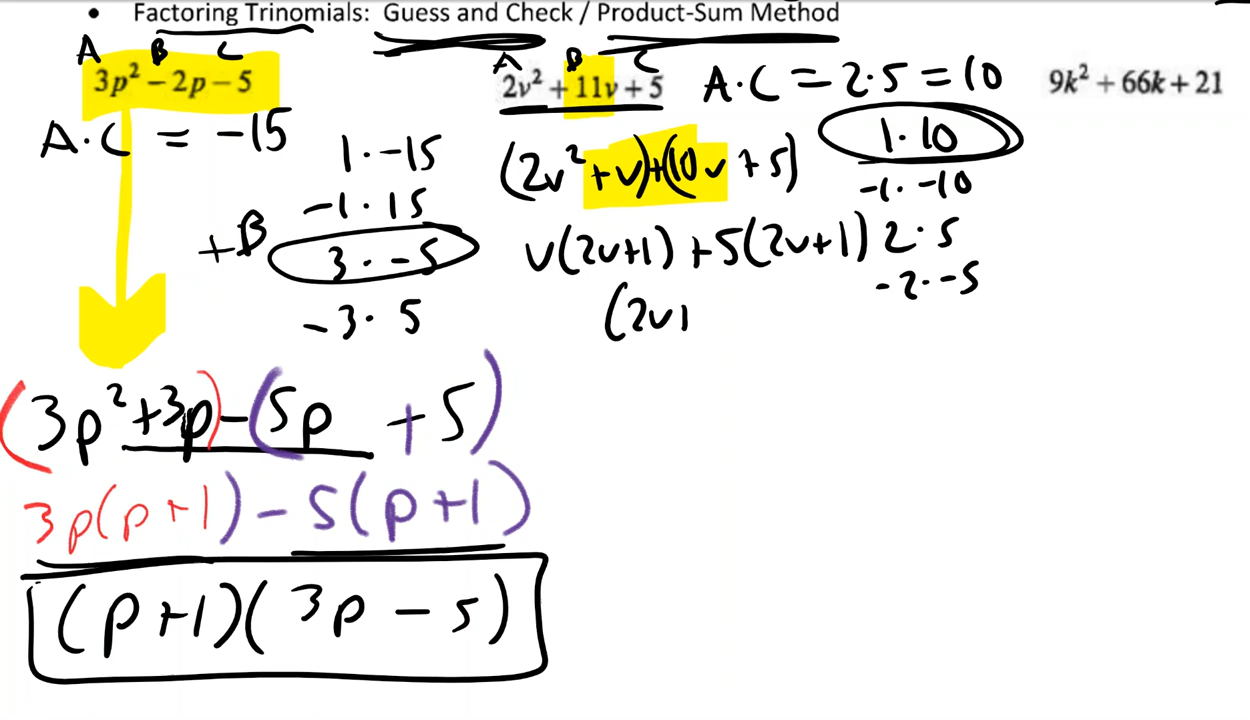 • Factoring Trinomials: Guess and Check / Product-Sum Method
A B C
3p² – 2p – 5
A·C = -15
1·-15
-1·15
+B
3·-5
-3·5
(3p² +3p) - (5p + 5)
3p(p+1) - 5(p+1)
(p+1)(3p - 5)
A B C
2v² + 11v + 5
A·C = 2·5 = 10
1·10
-1·-10
2·5
-2·-5
(2v² + v) + (10v + 5)
v(2v+1) + 5(2v+1)
(2v
9k² + 66k + 21